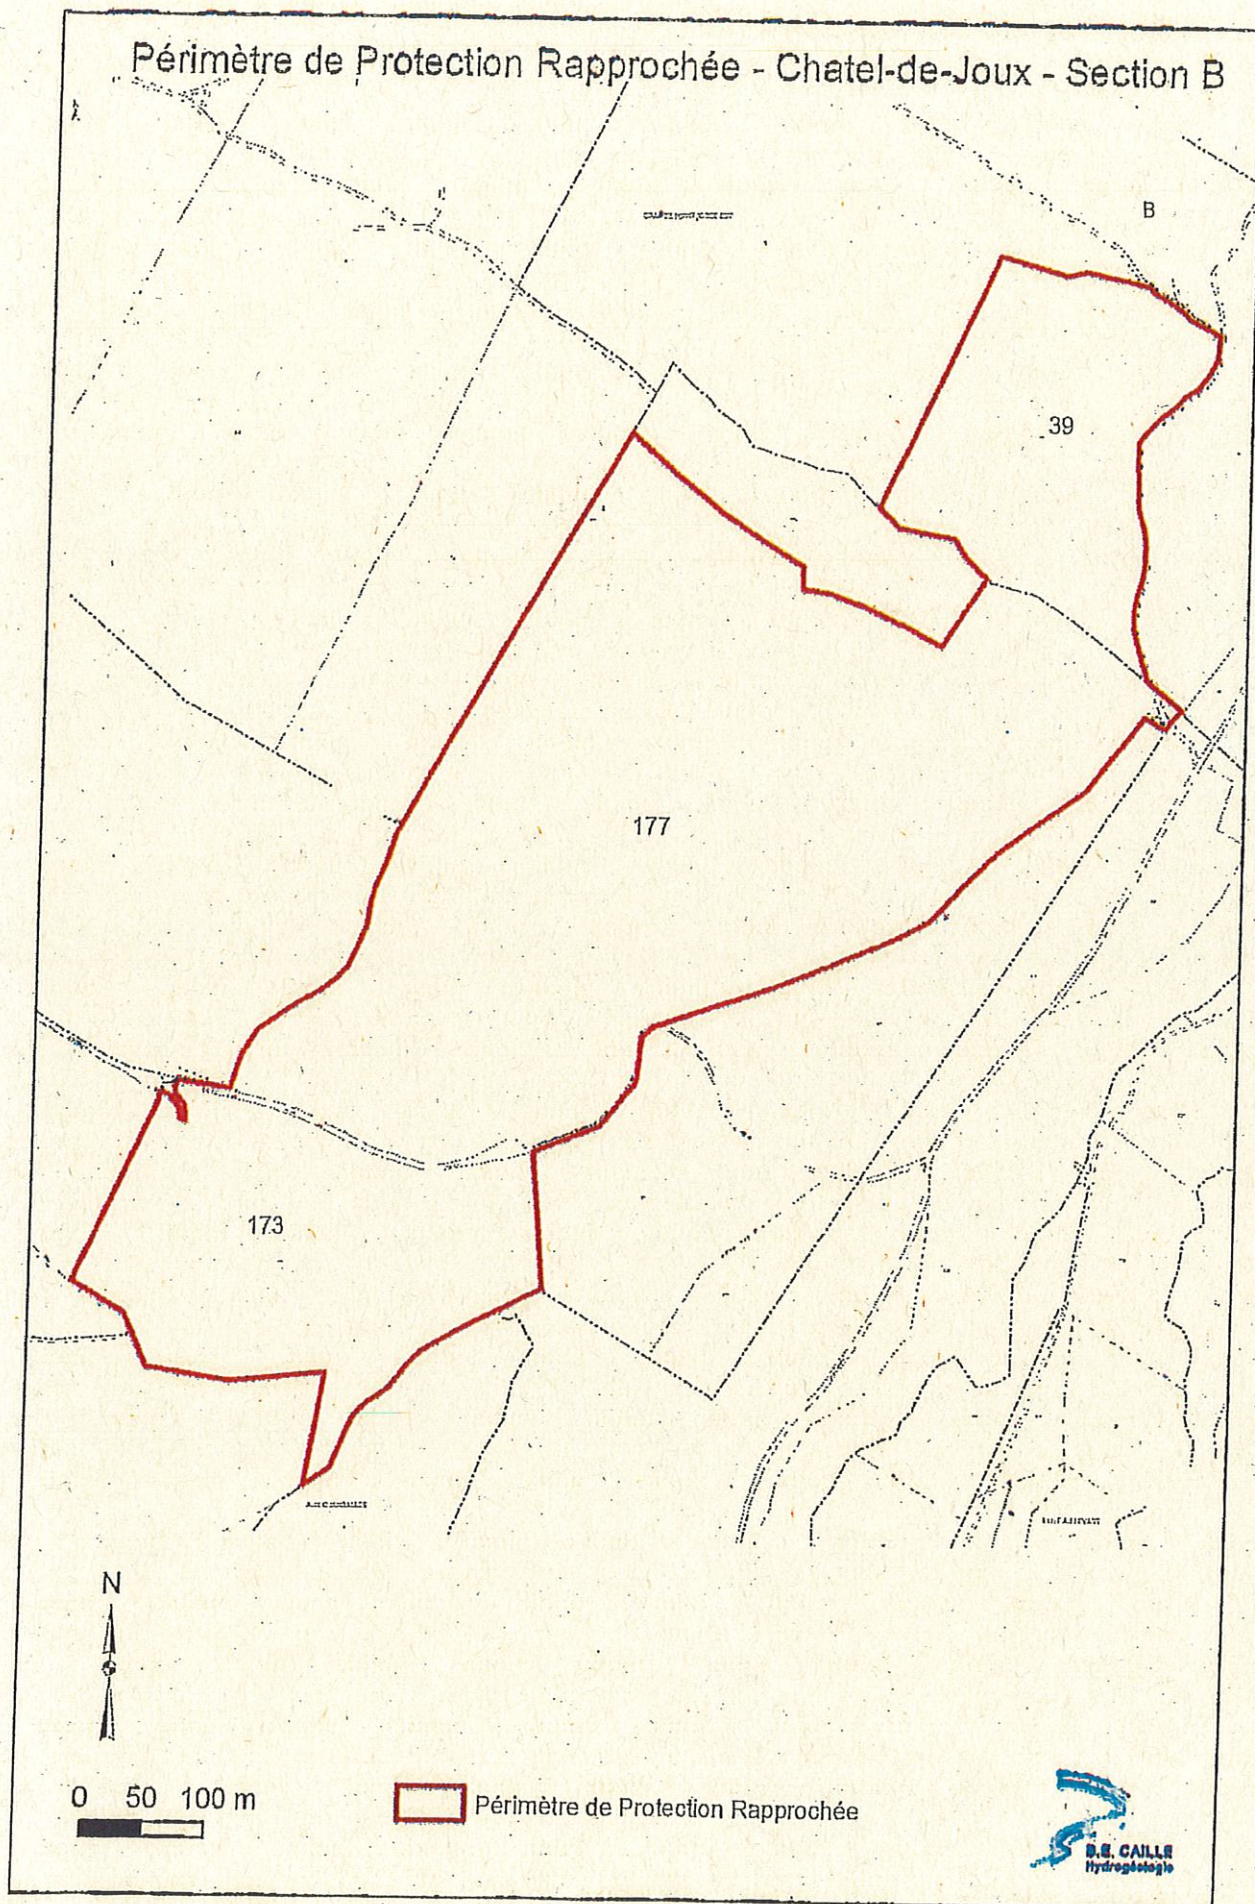 Périmètre de Protection Rapprochée - Chatel-de-Joux - Section B
B
39
177
173
N
0 50 100 m
Périmètre de Protection Rapprochée
B.E. CAILLE
Hydrogéologie